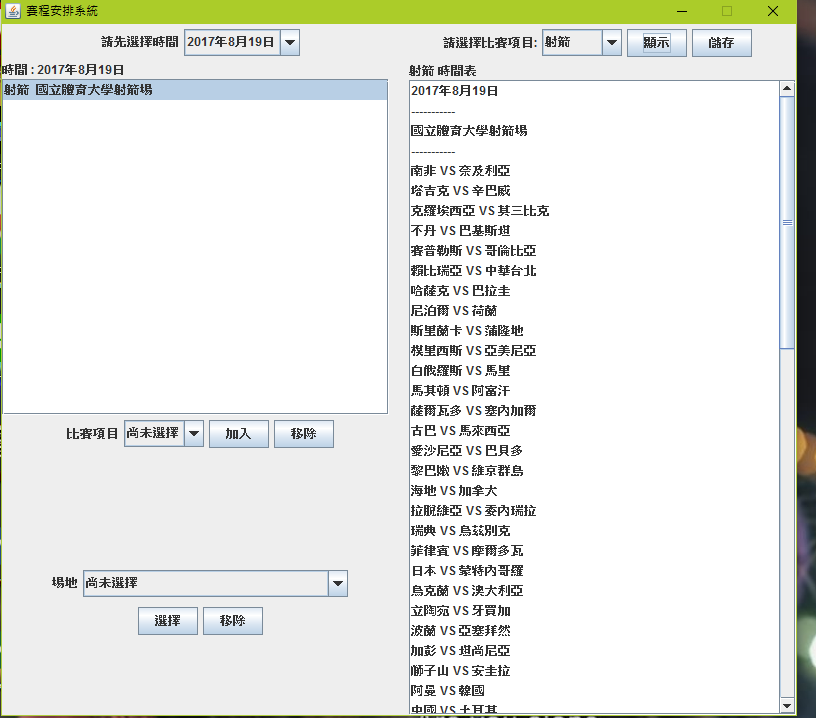 賽程安排系統
請先選擇時間 2017年8月19日
時間 : 2017年8月19日
射箭 國立體育大學射箭場
比賽項目 尚未選擇 加入 移除
場地 尚未選擇
選擇 移除
請選擇比賽項目: 射箭 顯示 儲存
射箭 時間表
2017年8月19日
-----------
國立體育大學射箭場
-----------
南非 VS 奈及利亞
塔吉克 VS 辛巴威
克羅埃西亞 VS 莫三比克
不丹 VS 巴基斯坦
賽普勒斯 VS 哥倫比亞
賴比瑞亞 VS 中華台北
哈薩克 VS 巴拉圭
尼泊爾 VS 荷蘭
斯里蘭卡 VS 蒲隆地
模里西斯 VS 亞美尼亞
白俄羅斯 VS 馬里
馬其頓 VS 阿富汗
薩爾瓦多 VS 塞內加爾
古巴 VS 馬來西亞
愛沙尼亞 VS 巴貝多
黎巴嫩 VS 維京群島
海地 VS 加拿大
拉脫維亞 VS 委內瑞拉
瑞典 VS 烏茲別克
菲律賓 VS 摩爾多瓦
日本 VS 蒙特內哥羅
烏克蘭 VS 澳大利亞
立陶宛 VS 牙買加
波蘭 VS 亞塞拜然
加彭 VS 坦尚尼亞
獅子山 VS 安圭拉
阿曼 VS 韓國
中國 VS 土耳其